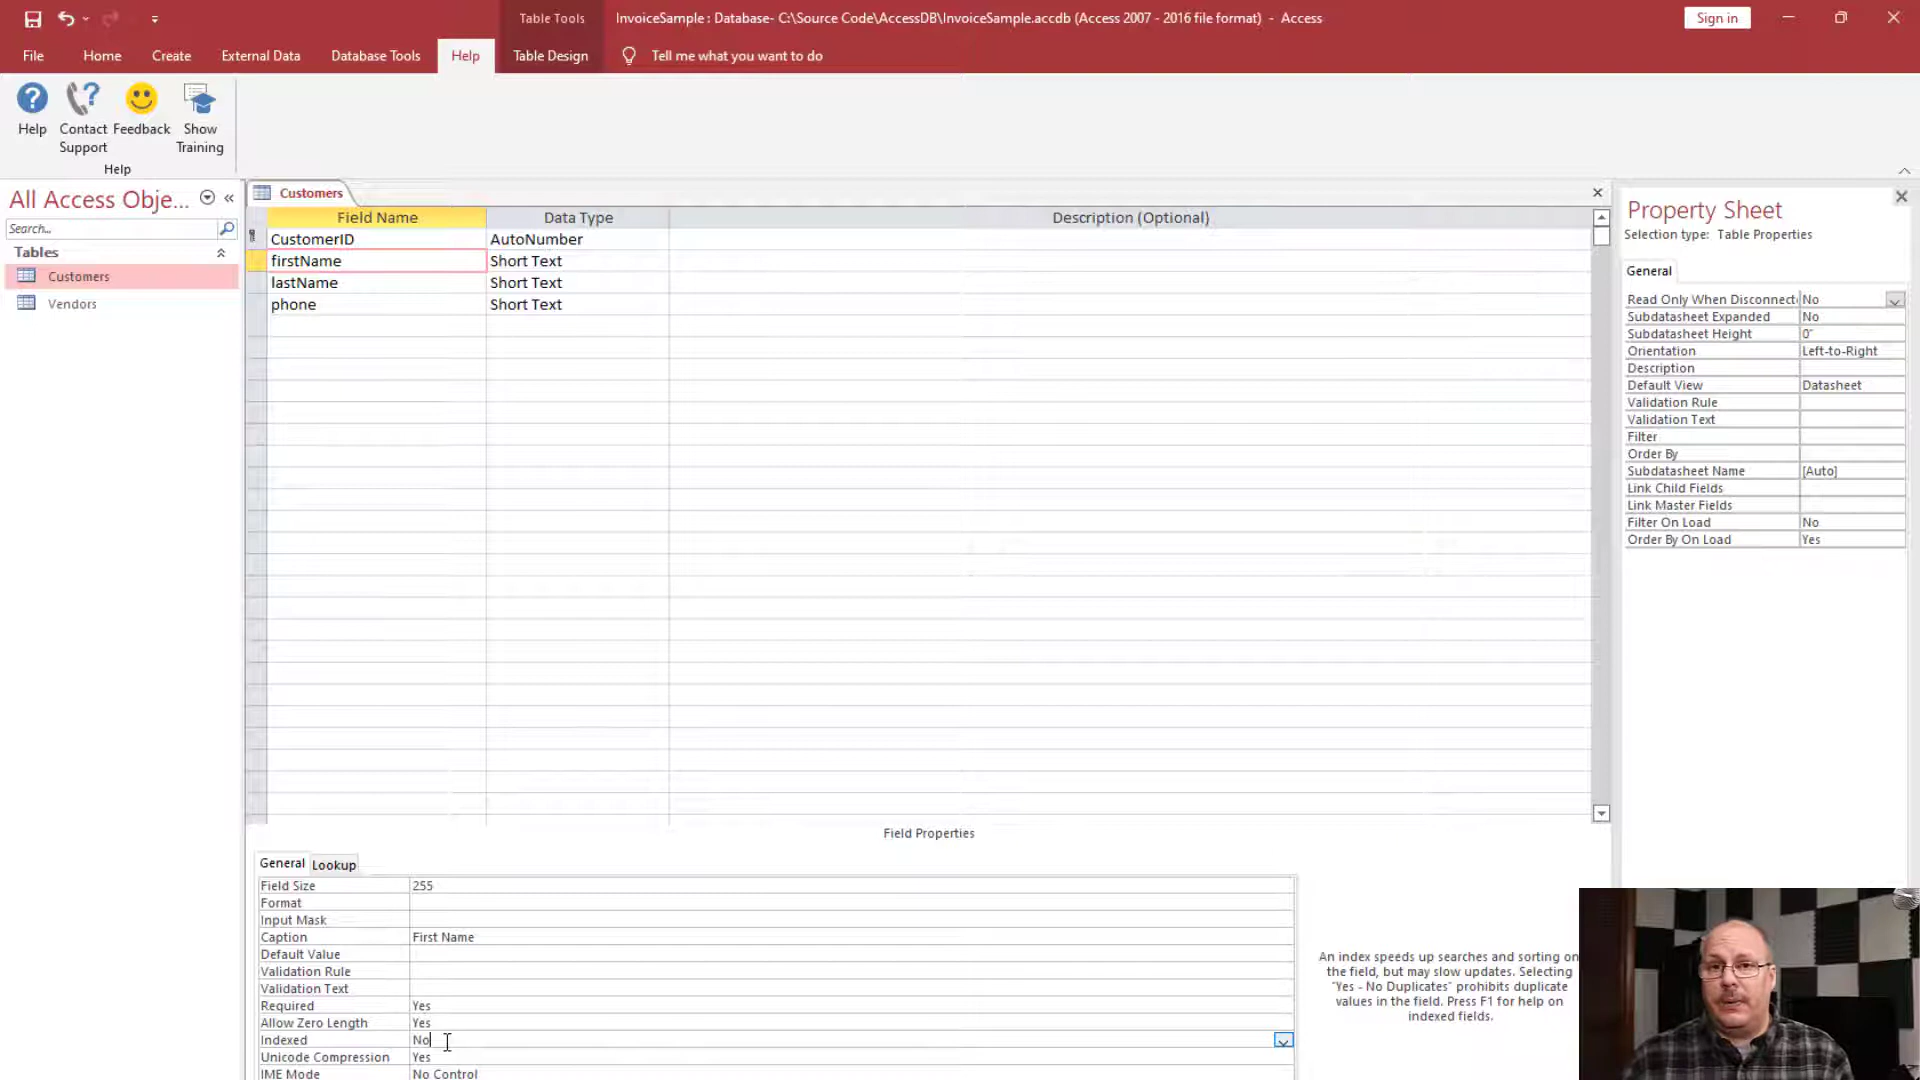 Table Tools
InvoiceSample : Database- C:\Source Code\AccessDB\InvoiceSample.accdb (Access 2007 - 2016 file format) - Access
Sign in
File
Home
Create
External Data
Database Tools
Help
Table Design
Tell me what you want to do
Help
Contact Support
Feedback
Show Training
Help
All Access Obje...
Search...
Tables
Customers
Vendors
Customers
Field Name Data Type Description (Optional)
CustomerID AutoNumber
firstName Short Text
lastName Short Text
phone Short Text
Field Properties
General Lookup
Field Size 255
Format
Input Mask
Caption First Name
Default Value
Validation Rule
Validation Text
Required Yes
Allow Zero Length Yes
Indexed No
Unicode Compression Yes
IME Mode No Control
An index speeds up searches and sorting on
the field, but may slow updates. Selecting
"Yes - No Duplicates" prohibits duplicate
values in the field. Press F1 for help on
indexed fields.
Property Sheet
Selection type: Table Properties
General
Read Only When Disconnect No
Subdatasheet Expanded No
Subdatasheet Height 0"
Orientation Left-to-Right
Description
Default View Datasheet
Validation Rule
Validation Text
Filter
Order By
Subdatasheet Name [Auto]
Link Child Fields
Link Master Fields
Filter On Load No
Order By On Load Yes